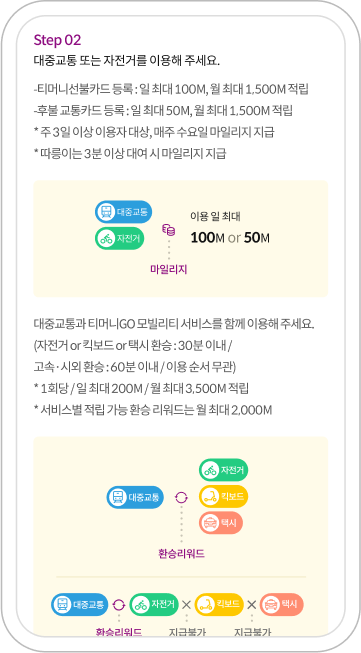 Step 02
대중교통 또는 자전거를 이용해 주세요.
-티머니선불카드 등록 : 일 최대 100M, 월 최대 1,500M 적립
-후불 교통카드 등록 : 일 최대 50M, 월 최대 1,500M 적립
* 주 3일 이상 이용자 대상, 매주 수요일 마일리지 지급
* 따릉이는 3분 이상 대여 시 마일리지 지급
대중교통
자전거
마일리지
이용 일 최대
100M or 50M
대중교통과 티머니GO 모빌리티 서비스를 함께 이용해 주세요.
(자전거 or 킥보드 or 택시 환승 : 30분 이내 /
고속·시외 환승 : 60분 이내 / 이용 순서 무관)
* 1회당 / 일 최대 200M / 월 최대 3,500M 적립
* 서비스별 적립 가능 환승 리워드는 월 최대 2,000M
대중교통
자전거
킥보드
택시
환승리워드
대중교통 자전거 킥보드 택시
환승리워드 지급불가 지급불가